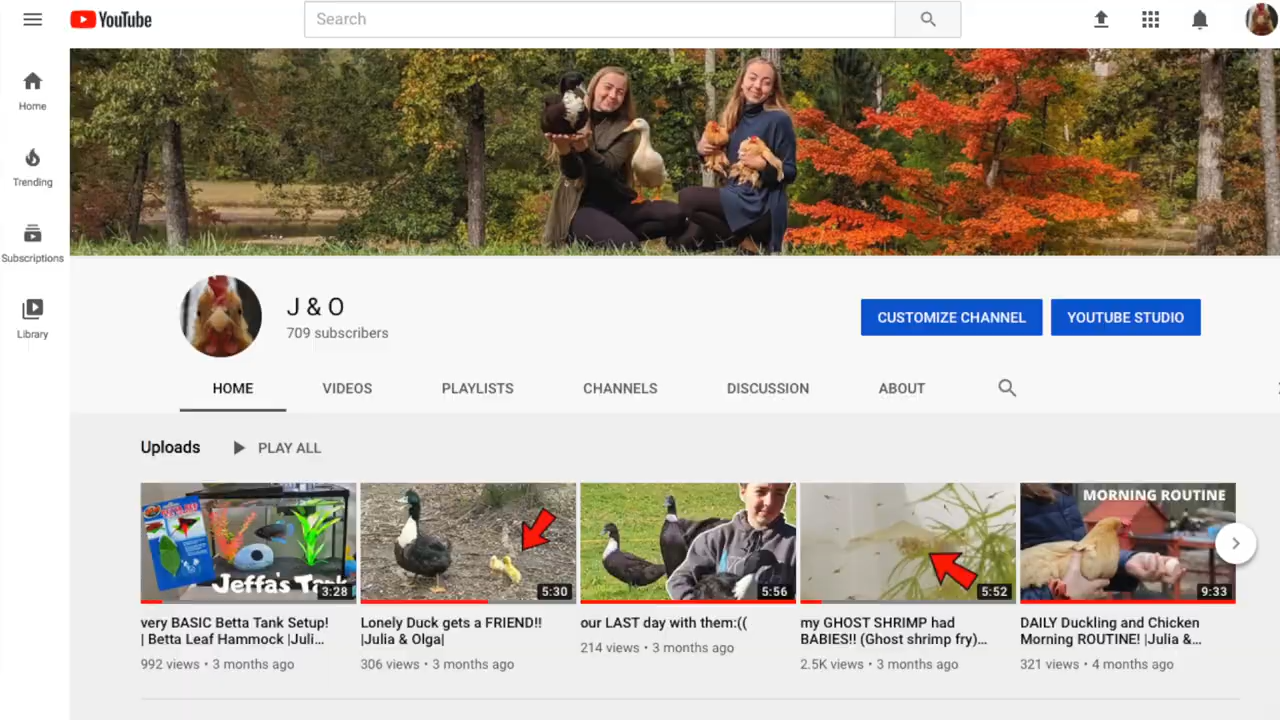 YouTube
Search
Home
Trending
Subscriptions
Library
J & O
709 subscribers
CUSTOMIZE CHANNEL
YOUTUBE STUDIO
HOME
VIDEOS
PLAYLISTS
CHANNELS
DISCUSSION
ABOUT
Uploads
PLAY ALL
Jeffa's Tank
3:28
5:30
5:56
5:52
MORNING ROUTINE
9:33
very BASIC Betta Tank Setup!
| Betta Leaf Hammock |Juli...
992 views • 3 months ago
Lonely Duck gets a FRIEND!!
|Julia & Olga|
306 views • 3 months ago
our LAST day with them:((
214 views • 3 months ago
my GHOST SHRIMP had
BABIES!! (Ghost shrimp fry)...
2.5K views • 3 months ago
DAILY Duckling and Chicken
Morning ROUTINE! |Julia &...
321 views • 4 months ago